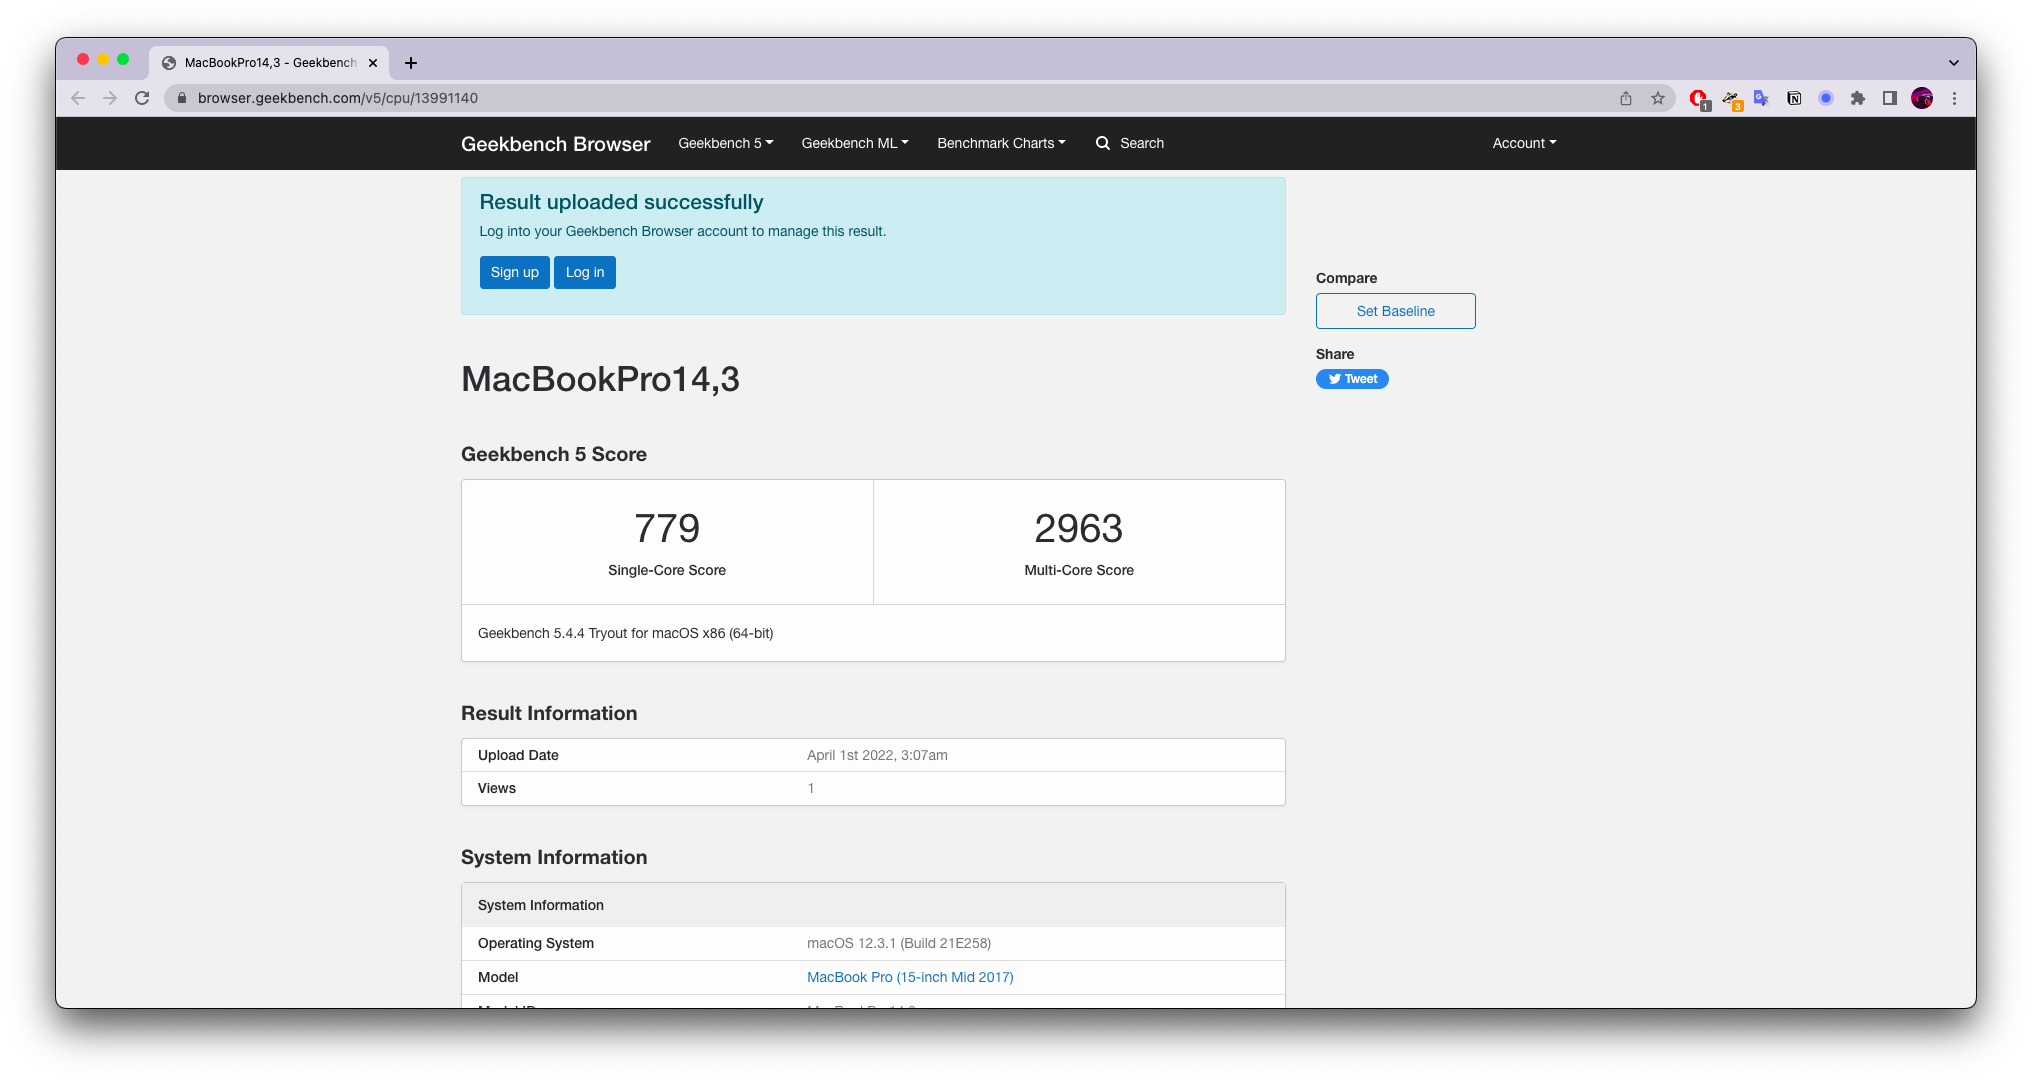 MacBookPro14,3 - Geekbench
browser.geekbench.com/v5/cpu/13991140
1
3
Geekbench Browser Geekbench 5 Geekbench ML Benchmark Charts Search Account
Result uploaded successfully
Log into your Geekbench Browser account to manage this result.
Sign up Log in
Compare
Set Baseline
Share
Tweet
MacBookPro14,3
Geekbench 5 Score
779 2963
Single-Core Score Multi-Core Score
Geekbench 5.4.4 Tryout for macOS x86 (64-bit)
Result Information
Upload Date April 1st 2022, 3:07am
Views 1
System Information
System Information
Operating System macOS 12.3.1 (Build 21E258)
Model MacBook Pro (15-inch Mid 2017)